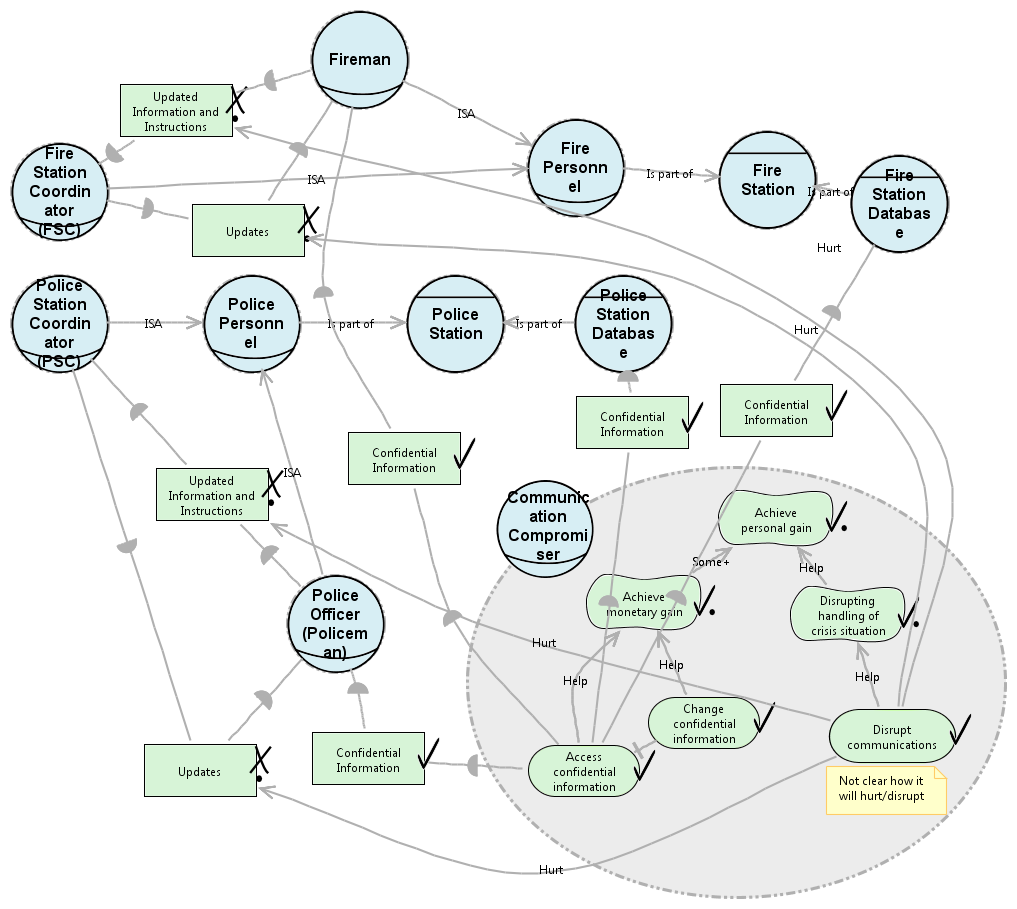 Fireman
Updated
Information and
Instructions
ISA
Fire
Station
Coordin
ator
(FSC)
Fire
Personn
el
Is part of
Fire
Station
Is part of
Fire
Station
Databas
e
ISA
Updates
Hurt
Police
Station
Coordin
ator
(PSC)
ISA
Police
Personn
el
Is part of
Police
Station
Is part of
Police
Station
Databas
e
Hurt
Confidential
Information
Confidential
Information
Confidential
Information
Updated
Information and
Instructions
ISA
Communic
ation
Compromi
ser
Achieve
personal gain
Some+
Help
Achieve
monetary gain
Disrupting
handling of
crisis situation
Police
Officer
(Policem
an)
Hurt
Help
Help
Help
Change
confidential
information
Disrupt
communications
Updates
Confidential
Information
Access
confidential
information
Not clear how it
will hurt/disrupt
Hurt